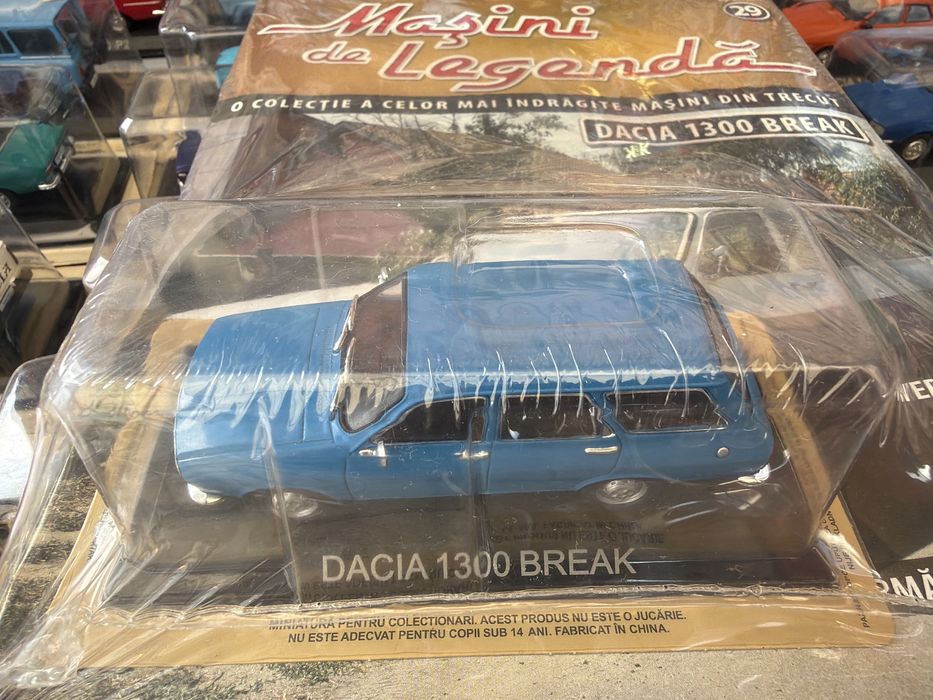 29
Mașini
de Legendă
O COLECȚIE A CELOR MAI ÎNDRĂGITE MAȘINI DIN TRECUT
DACIA 1300 BREAK
DACIA 1300 BREAK
MINIATURĂ PENTRU COLECȚIONARI. ACEST PRODUS NU ESTE O JUCĂRIE.
NU ESTE ADECVAT PENTRU COPII SUB 14 ANI. FABRICAT ÎN CHINA.